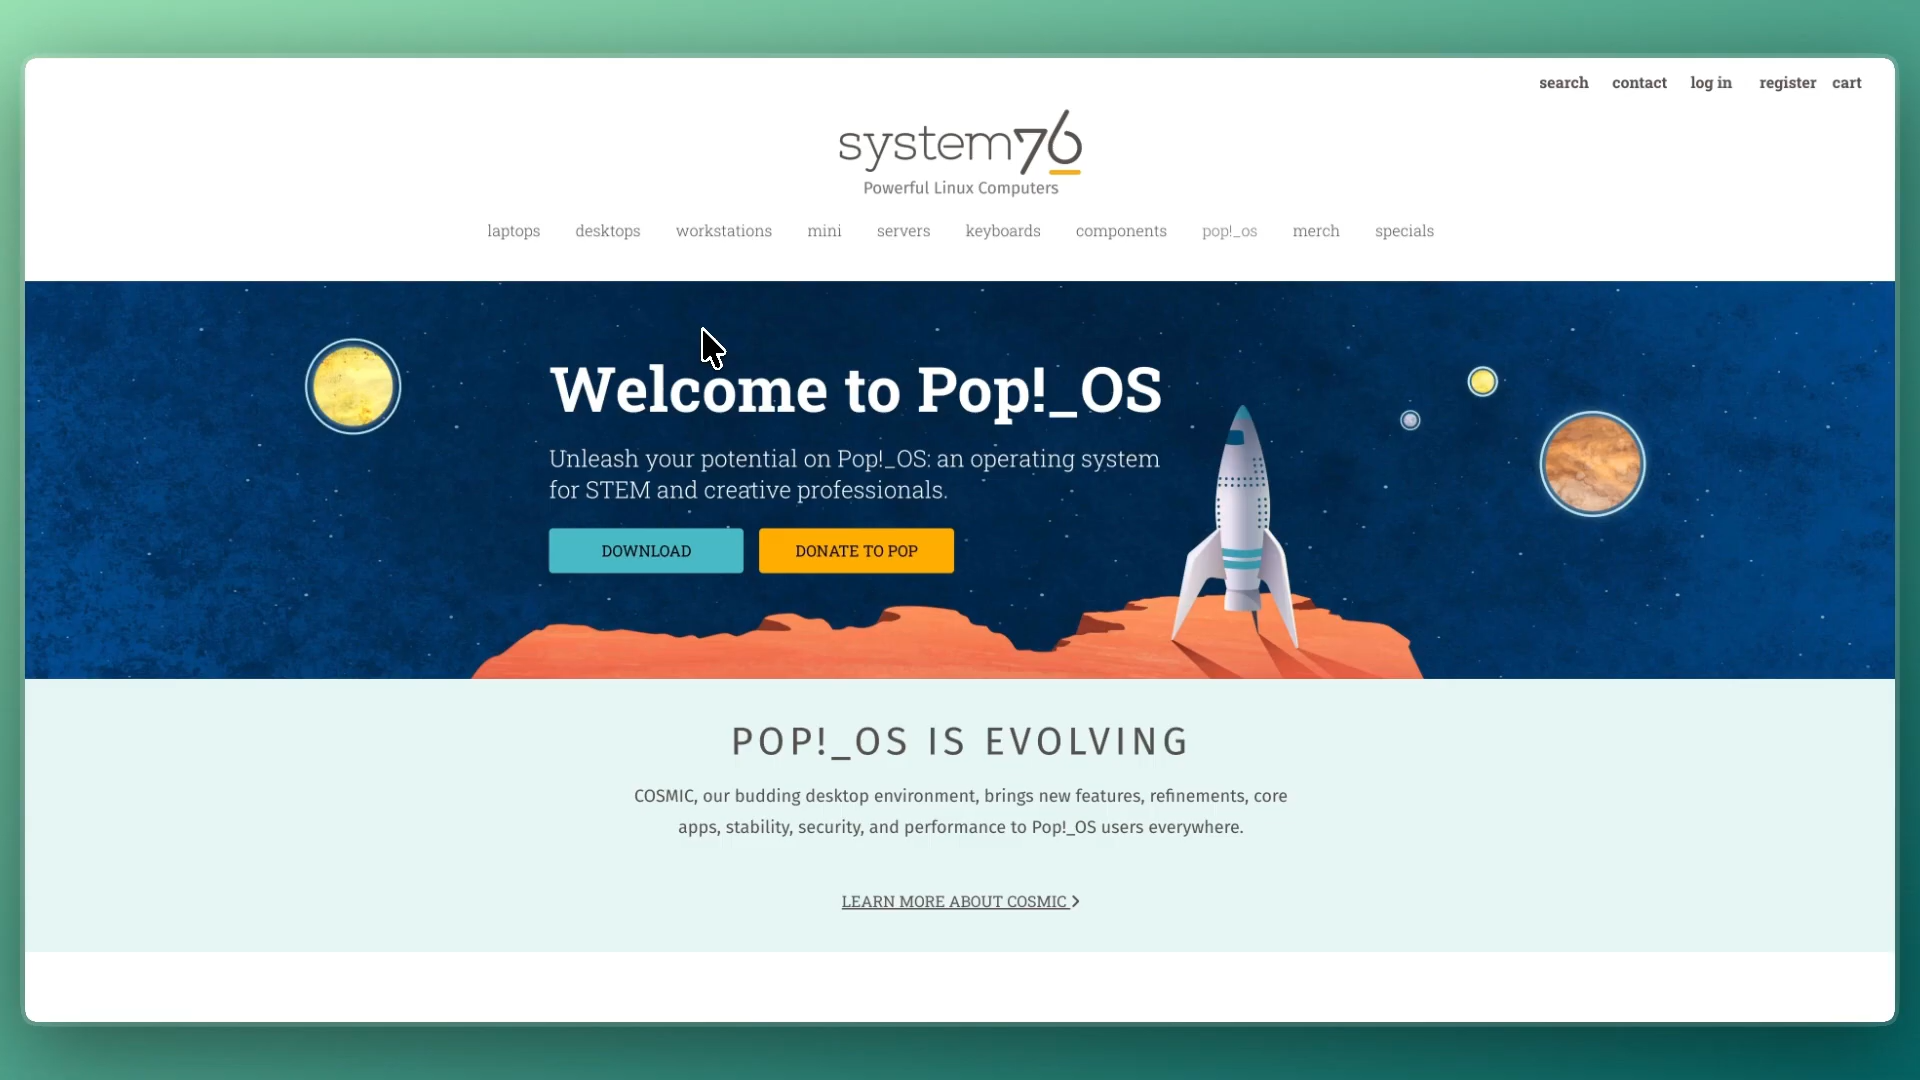 search contact log in register cart
system76
Powerful Linux Computers
laptops desktops workstations mini servers keyboards components pop!_os merch specials
Welcome to Pop!_OS
Unleash your potential on Pop!_OS: an operating system
for STEM and creative professionals.
DOWNLOAD DONATE TO POP
POP!_OS IS EVOLVING
COSMIC, our budding desktop environment, brings new features, refinements, core
apps, stability, security, and performance to Pop!_OS users everywhere.
LEARN MORE ABOUT COSMIC